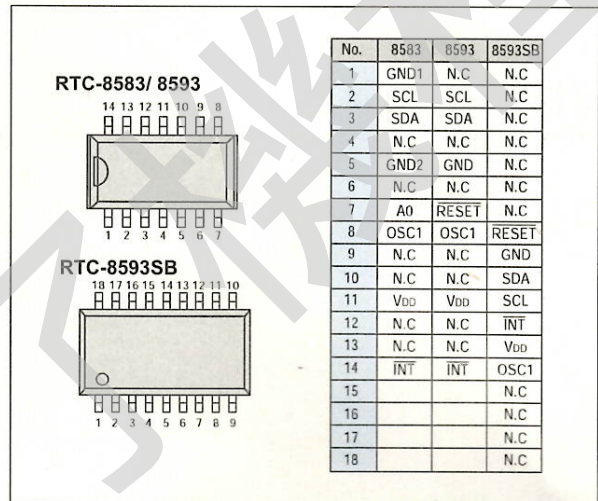 RTC-8583/ 8593
14 13 12 11 10 9 8
1 2 3 4 5 6 7
RTC-8593SB
18 17 16 15 14 13 12 11 10
1 2 3 4 5 6 7 8 9
No. 8583 8593 8593SB
1 GND1 N.C N.C
2 SCL SCL N.C
3 SDA SDA N.C
4 N.C N.C N.C
5 GND2 GND N.C
6 N.C N.C N.C
7 A0 RESET N.C
8 OSC1 OSC1 RESET
9 N.C N.C GND
10 N.C N.C SDA
11 VDD VDD SCL
12 N.C N.C INT
13 N.C N.C VDD
14 INT INT OSC1
15 N.C
16 N.C
17 N.C
18 N.C